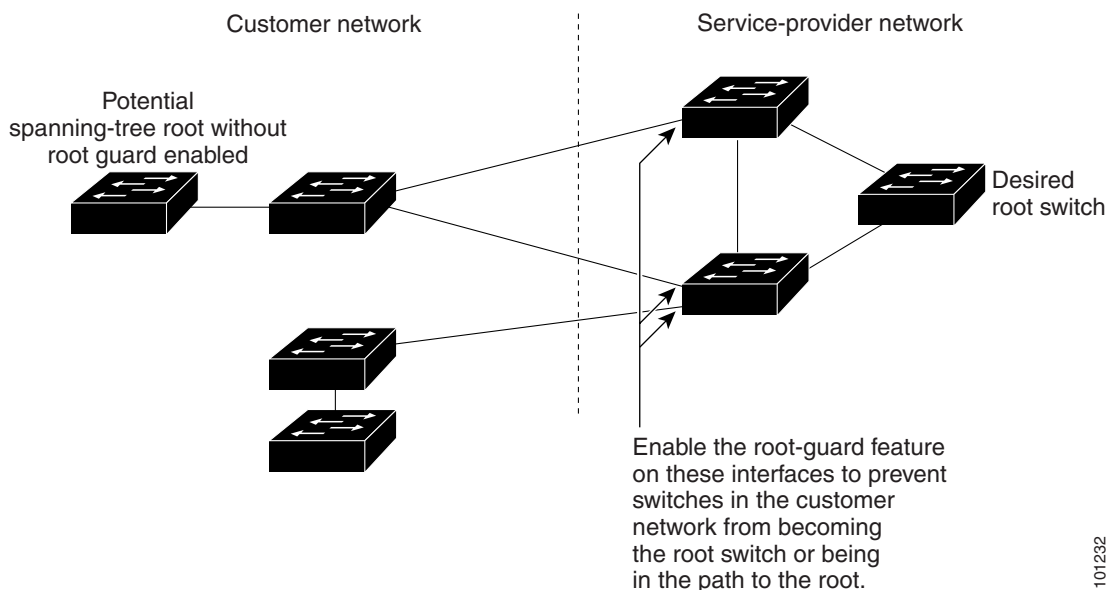 Customer network
Service-provider network
Potential
spanning-tree root without
root guard enabled
Desired
root switch
Enable the root-guard feature
on these interfaces to prevent
switches in the customer
network from becoming
the root switch or being
in the path to the root.
101232